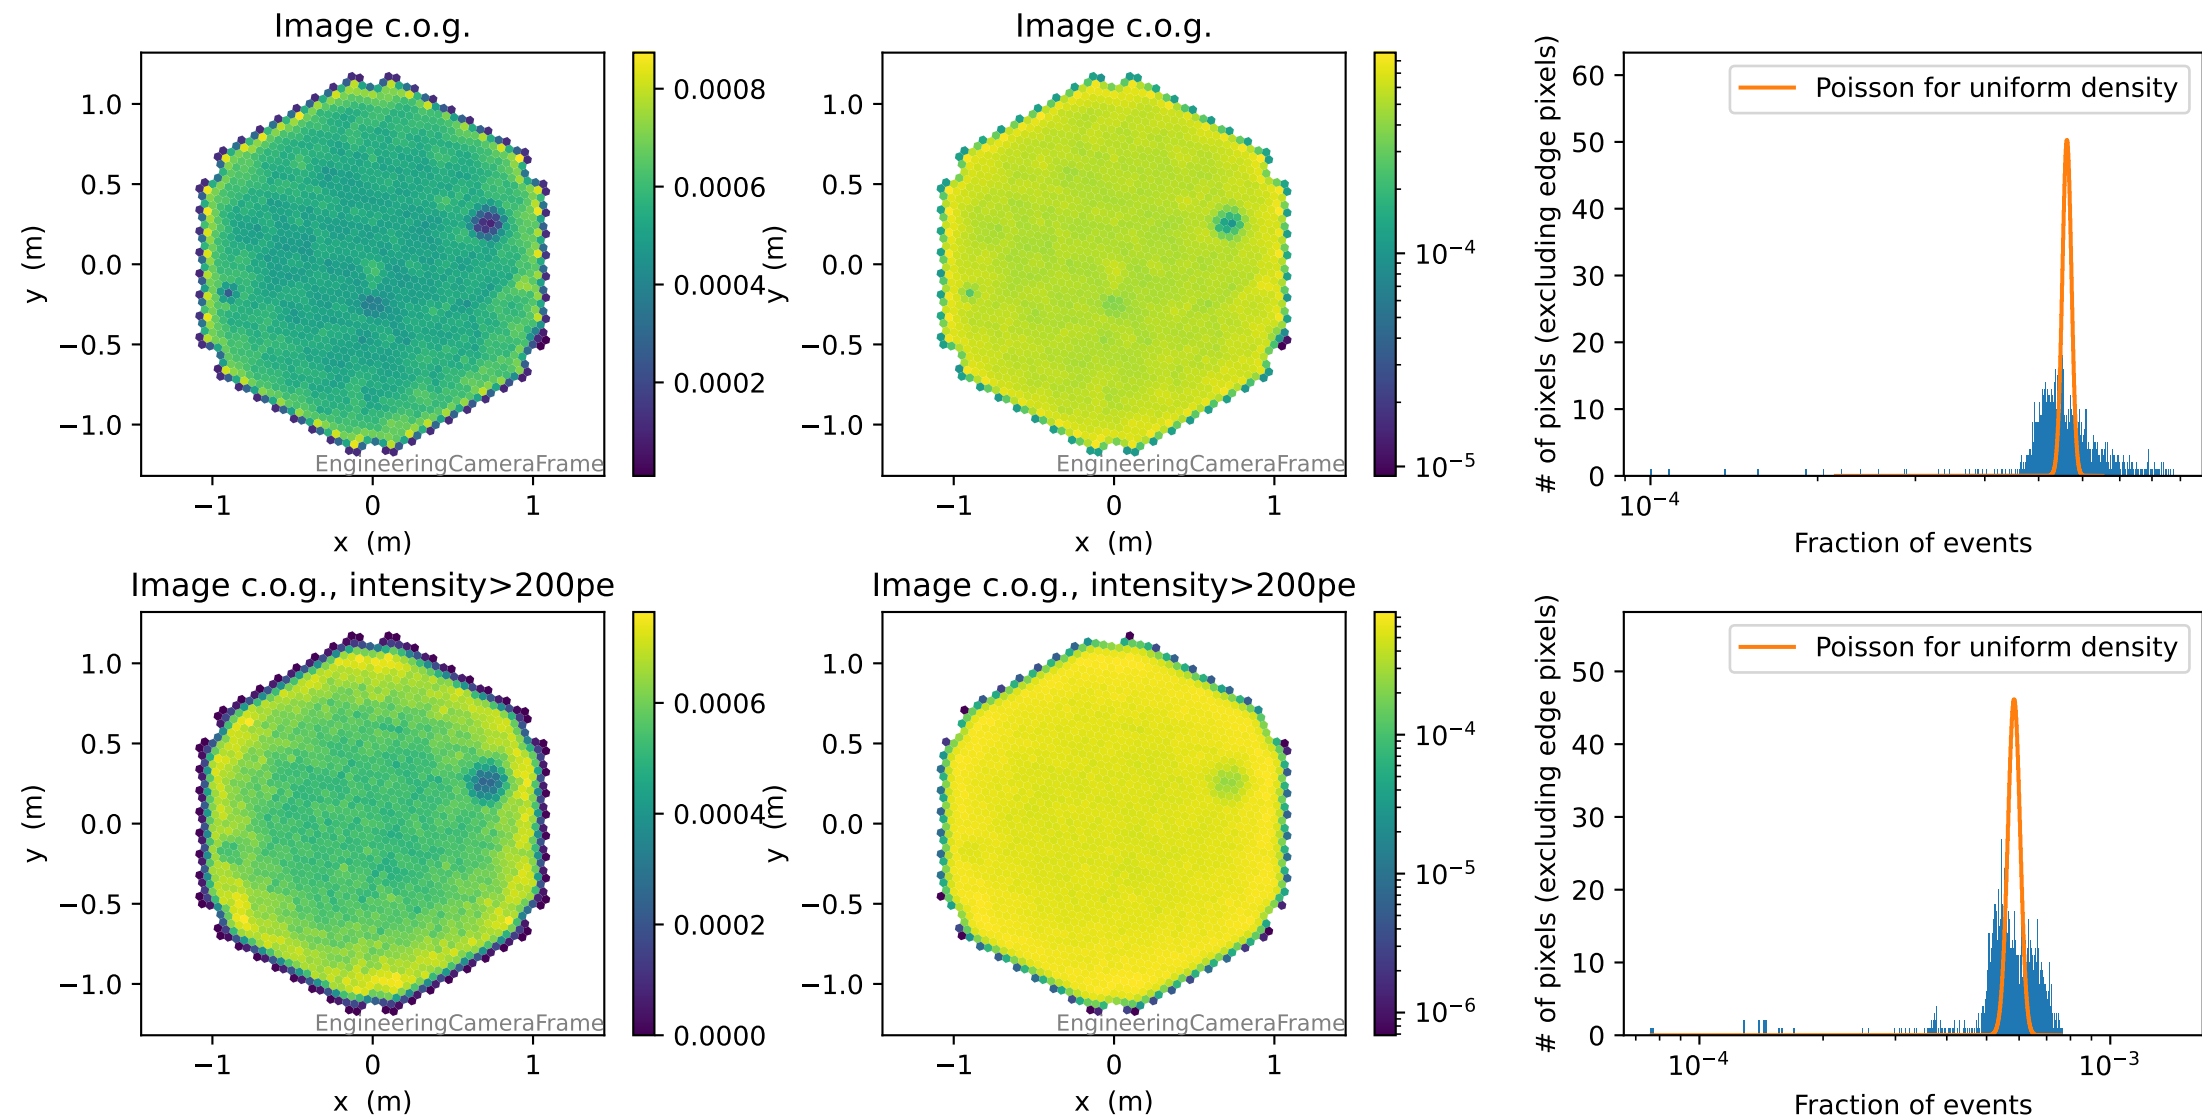 Image c.o.g.
1.0
0.5
0.0
−0.5
−1.0
y (m)
−1
0
1
x (m)
EngineeringCameraFrame
0.0008
0.0006
0.0004
0.0002
Image c.o.g.
1.0
0.5
0.0
−0.5
−1.0
y (m)
−1
0
1
x (m)
EngineeringCameraFrame
10⁻⁴
10⁻⁵
# of pixels (excluding edge pixels)
60
50
40
30
20
10
0
Poisson for uniform density
10⁻⁴
Fraction of events
Image c.o.g., intensity>200pe
1.0
0.5
0.0
−0.5
−1.0
y (m)
−1
0
1
x (m)
EngineeringCameraFrame
0.0006
0.0004
0.0002
0.0000
Image c.o.g., intensity>200pe
1.0
0.5
0.0
−0.5
−1.0
y (m)
−1
0
1
x (m)
EngineeringCameraFrame
10⁻⁴
10⁻⁵
10⁻⁶
# of pixels (excluding edge pixels)
50
40
30
20
10
0
Poisson for uniform density
10⁻⁴
10⁻³
Fraction of events